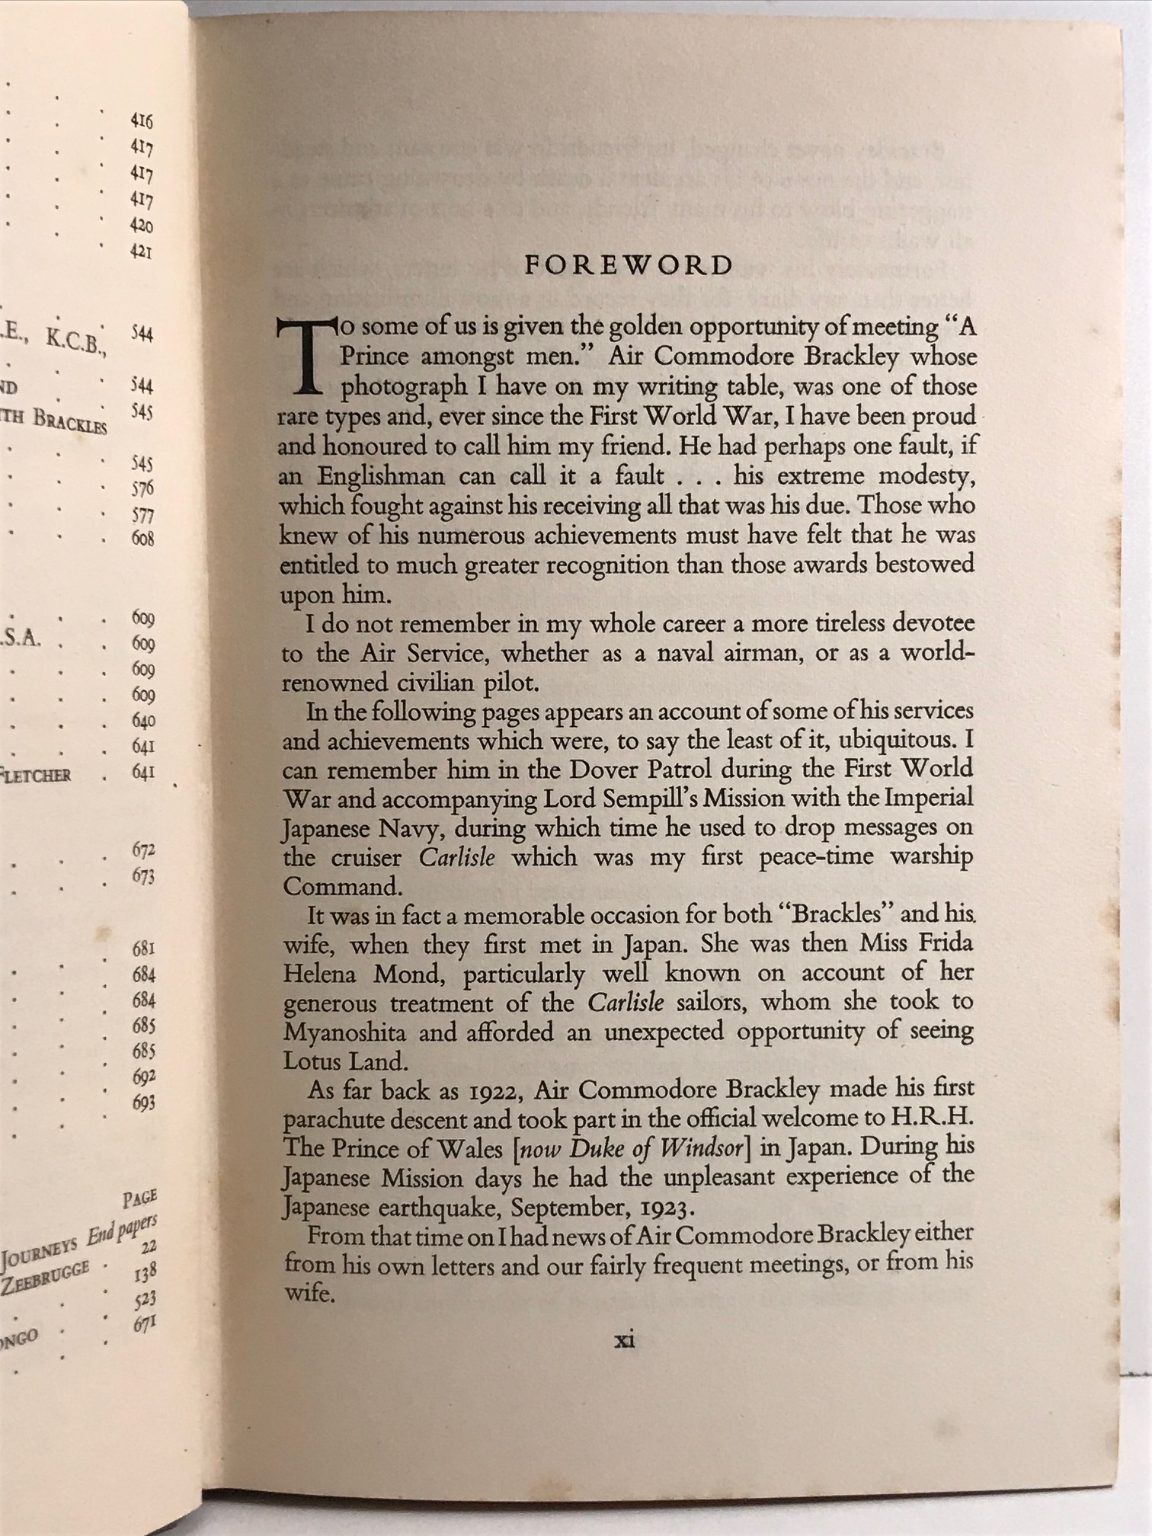 416
417
417
417
420
421
.E., K.C.B., 544
ND 544
TH BRACKLES 545
545
576
577
608
609
.S.A. . . 609
609
609
640
641
FLETCHER . 641
672
673
681
684
684
685
685
692
693
PAGE
JOURNEYS End papers
ZEEBRUGGE . 22
138
523
ONGO . 671
FOREWORD
To some of us is given the golden opportunity of meeting “A
Prince amongst men.” Air Commodore Brackley whose
photograph I have on my writing table, was one of those
rare types and, ever since the First World War, I have been proud
and honoured to call him my friend. He had perhaps one fault, if
an Englishman can call it a fault . . . his extreme modesty,
which fought against his receiving all that was his due. Those who
knew of his numerous achievements must have felt that he was
entitled to much greater recognition than those awards bestowed
upon him.
I do not remember in my whole career a more tireless devotee
to the Air Service, whether as a naval airman, or as a world-
renowned civilian pilot.
In the following pages appears an account of some of his services
and achievements which were, to say the least of it, ubiquitous. I
can remember him in the Dover Patrol during the First World
War and accompanying Lord Sempill’s Mission with the Imperial
Japanese Navy, during which time he used to drop messages on
the cruiser Carlisle which was my first peace-time warship
Command.
It was in fact a memorable occasion for both “Brackles” and his
wife, when they first met in Japan. She was then Miss Frida
Helena Mond, particularly well known on account of her
generous treatment of the Carlisle sailors, whom she took to
Myanoshita and afforded an unexpected opportunity of seeing
Lotus Land.
As far back as 1922, Air Commodore Brackley made his first
parachute descent and took part in the official welcome to H.R.H.
The Prince of Wales [now Duke of Windsor] in Japan. During his
Japanese Mission days he had the unpleasant experience of the
Japanese earthquake, September, 1923.
From that time on I had news of Air Commodore Brackley either
from his own letters and our fairly frequent meetings, or from his
wife.
xi